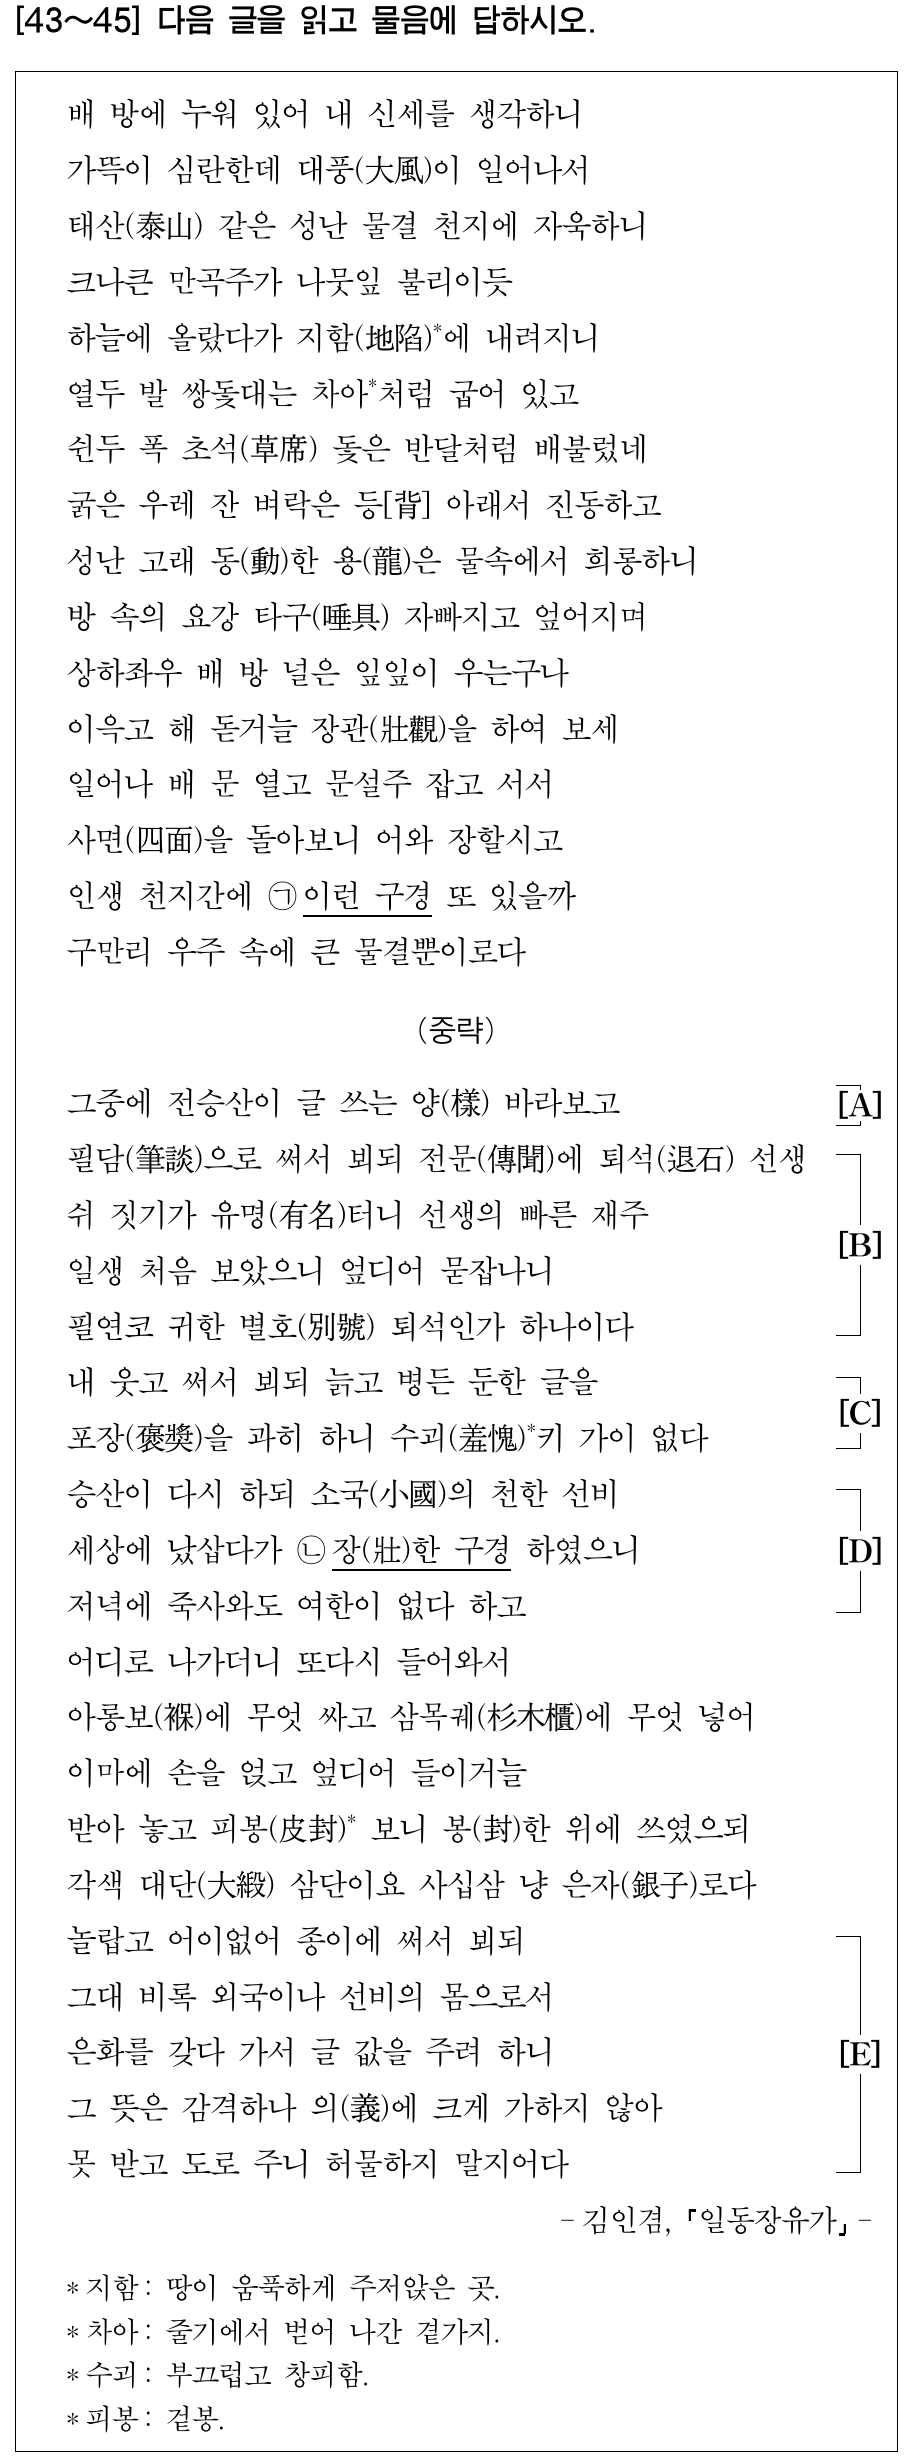 [43~45] 다음 글을 읽고 물음에 답하시오.
배 방에 누워 있어 내 신세를 생각하니
가뜩이 심란한데 대풍(大風)이 일어나서
태산(泰山) 같은 성난 물결 천지에 자욱하니
크나큰 만곡주가 나뭇잎 불리이듯
하늘에 올랐다가 지함(地陷)*에 내려지니
열두 발 쌍돛대는 차아*처럼 굽어 있고
쉰두 폭 초석(草席) 돛은 반달처럼 배불렀네
굵은 우레 잔 벼락은 등[背] 아래서 진동하고
성난 고래 동(動)한 용(龍)은 물속에서 희롱하니
방 속의 요강 타구(唾具) 자빠지고 엎어지며
상하좌우 배 방 널은 잎잎이 우는구나
이윽고 해 돋거늘 장관(壯觀)을 하여 보세
일어나 배 문 열고 문설주 잡고 서서
사면(四面)을 돌아보니 어와 장할시고
인생 천지간에 ㉠이런 구경 또 있을까
구만리 우주 속에 큰 물결뿐이로다
(중략)
그중에 전승산이 글 쓰는 양(樣) 바라보고 [A]
필담(筆談)으로 써서 뵈되 전문(傳聞)에 퇴석(退石) 선생
쉬 짓기가 유명(有名)터니 선생의 빠른 재주
[B]
일생 처음 보았으니 엎디어 묻잡나니
필연코 귀한 별호(別號) 퇴석인가 하나이다
내 웃고 써서 뵈되 늙고 병든 둔한 글을
[C]
포장(褒奬)을 과히 하니 수괴(羞愧)*키 가이 없다
승산이 다시 하되 소국(小國)의 천한 선비
세상에 났삽다가 ㉡장(壯)한 구경 하였으니 [D]
저녁에 죽사와도 여한이 없다 하고
어디로 나가더니 또다시 들어와서
아롱보(褓)에 무엇 싸고 삼목궤(杉木櫃)에 무엇 넣어
이마에 손을 얹고 엎디어 들이거늘
받아 놓고 피봉(皮封)* 보니 봉(封)한 위에 쓰였으되
각색 대단(大緞) 삼단이요 사십삼 냥 은자(銀子)로다
놀랍고 어이없어 종이에 써서 뵈되
그대 비록 외국이나 선비의 몸으로서
은화를 갖다 가서 글 값을 주려 하니 [E]
그 뜻은 감격하나 의(義)에 크게 가하지 않아
못 받고 도로 주니 허물하지 말지어다
- 김인겸, 「일동장유가」 -
* 지함 : 땅이 움푹하게 주저앉은 곳.
* 차아 : 줄기에서 벋어 나간 곁가지.
* 수괴 : 부끄럽고 창피함.
* 피봉 : 겉봉.